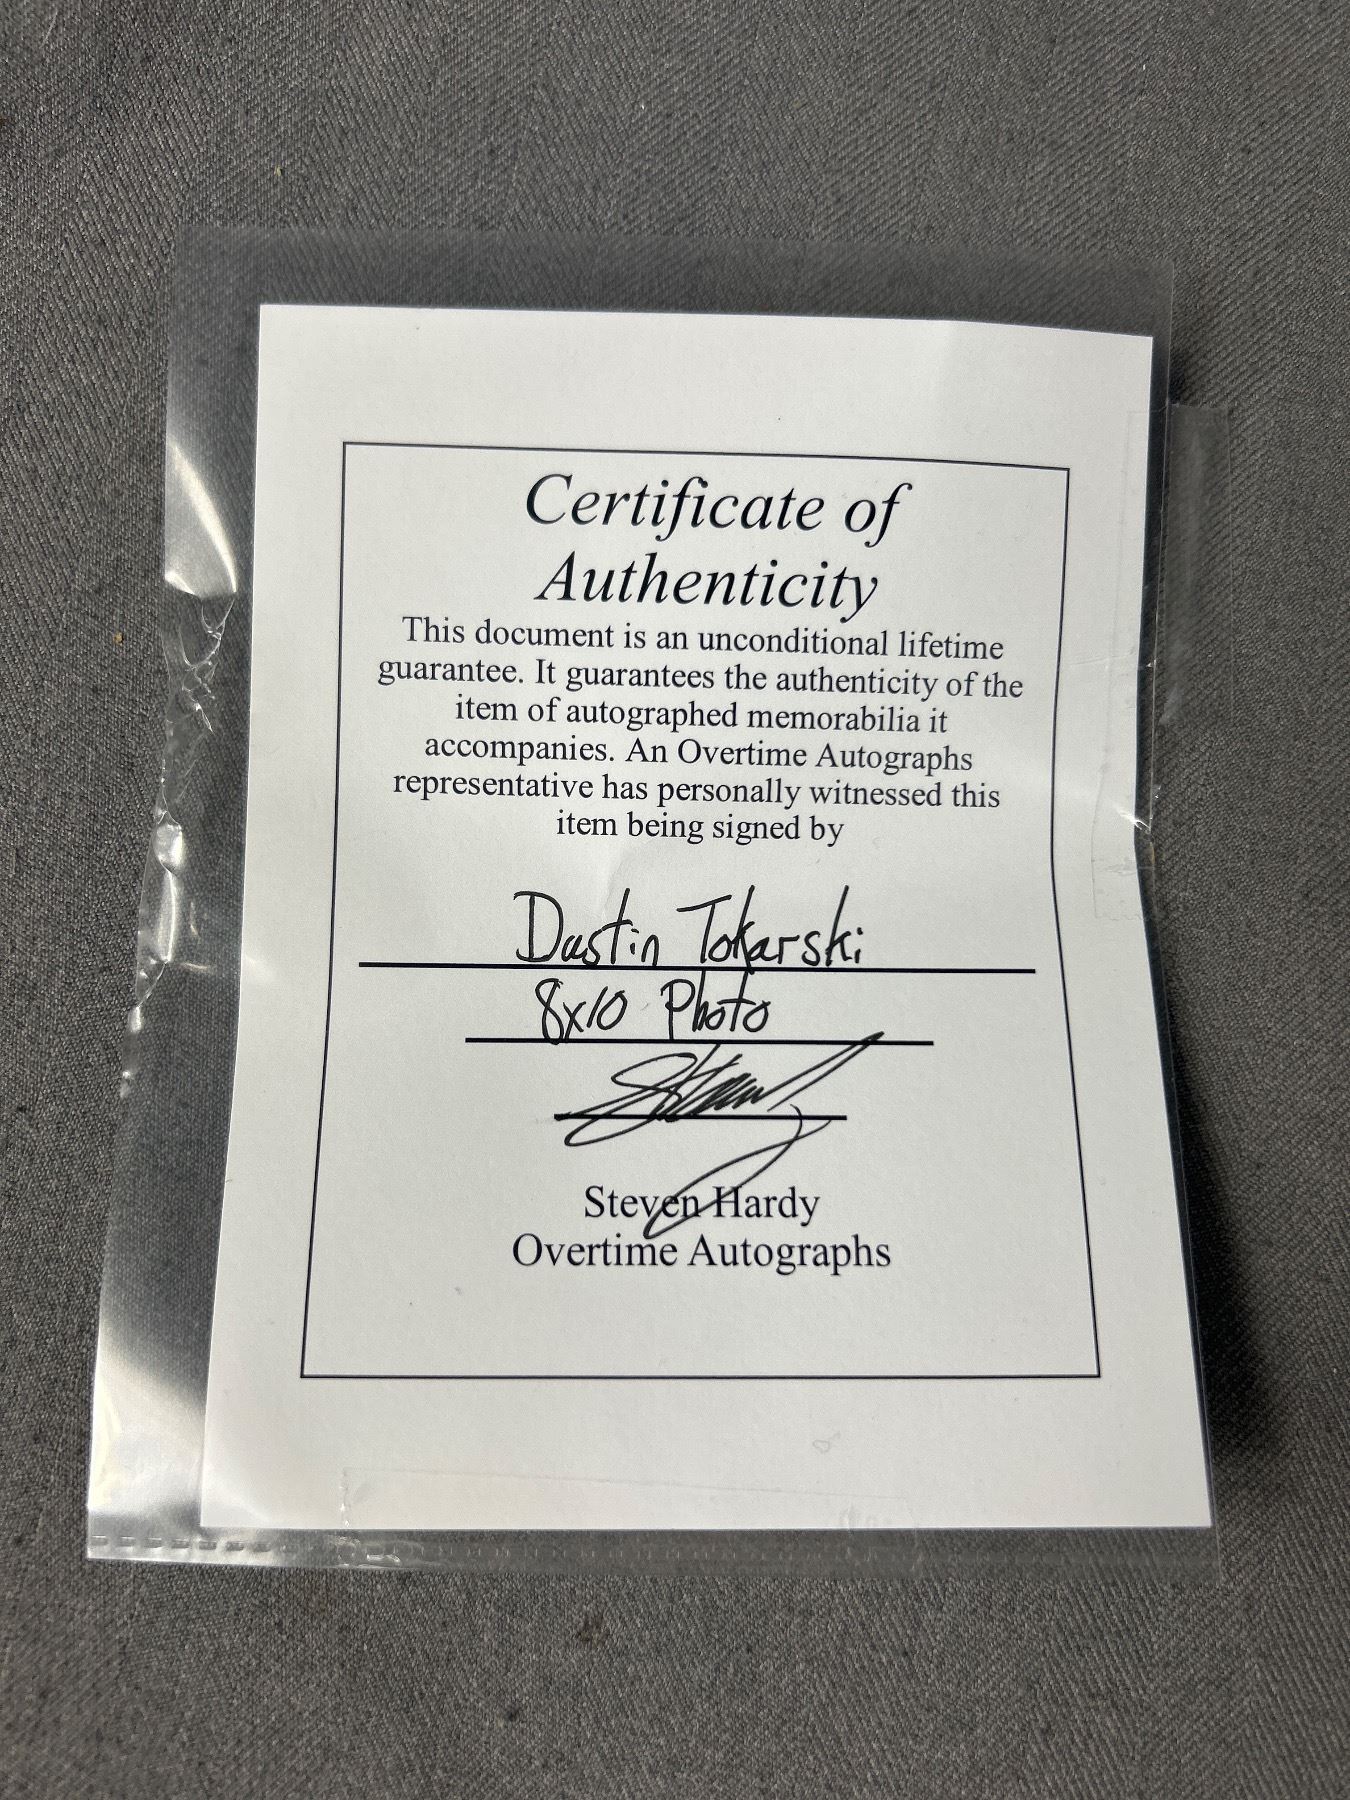 Certificate of
Authenticity
This document is an unconditional lifetime
guarantee. It guarantees the authenticity of the
item of autographed memorabilia it
accompanies. An Overtime Autographs
representative has personally witnessed this
item being signed by
Dustin Tokarski
8x10 Photo
Steven Hardy
Overtime Autographs